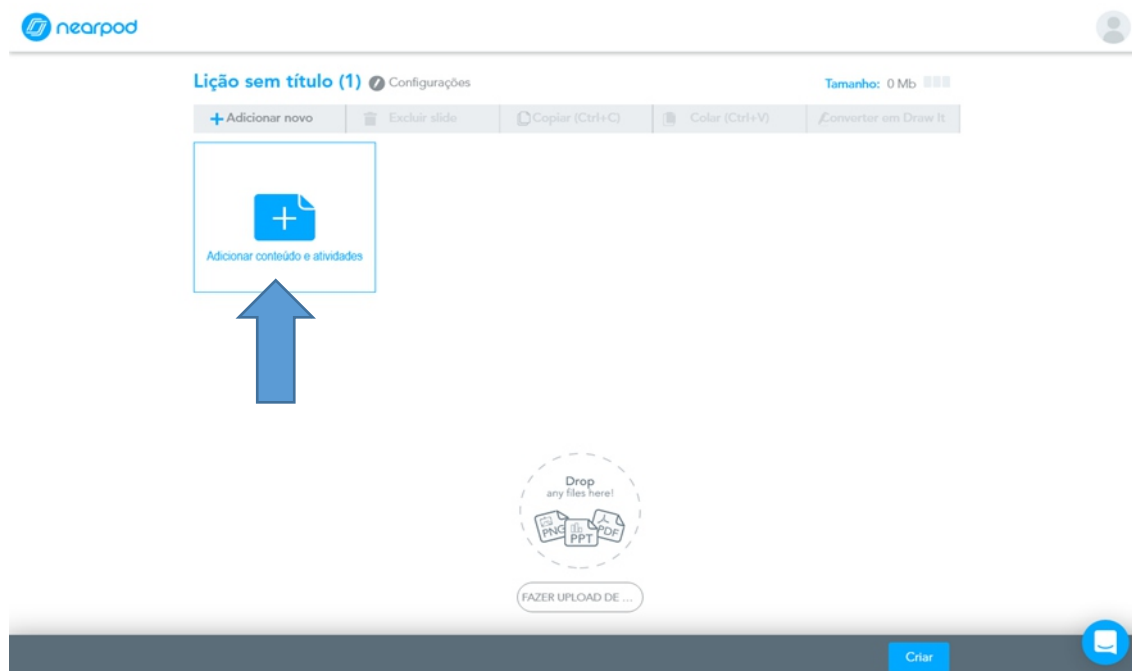 nearpod
Lição sem título (1) Configurações
Tamanho: 0 Mb
Adicionar novo Excluir slide Copiar (Ctrl+C) Colar (Ctrl+V) Converter em Draw It
Adicionar conteúdo e atividades
Drop
any files here!
PNG PPT PDF
FAZER UPLOAD DE ...
Criar